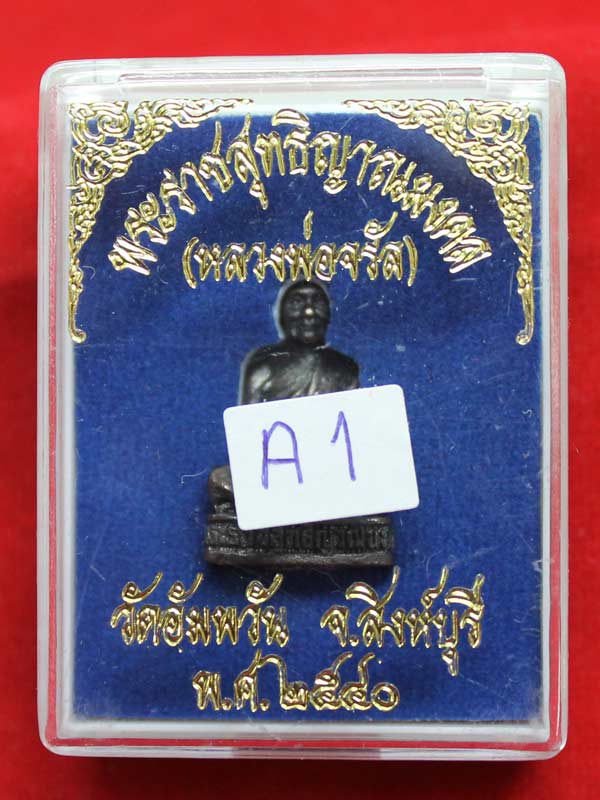 พระราชสุทธิญาณมงคล
(หลวงพ่อจรัล)
A1
วัดอัมพวัน จ.สิงห์บุรี
พ.ศ.๒๕๔๐